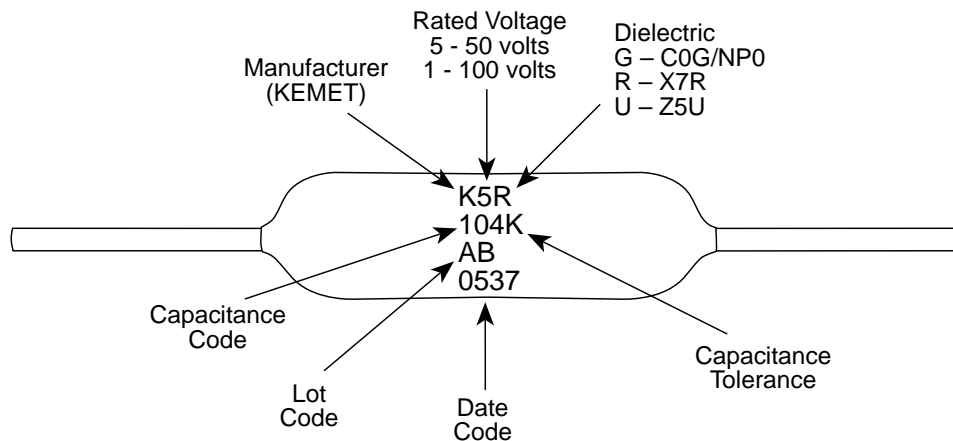 Rated Voltage
5 - 50 volts
1 - 100 volts
Dielectric
G – C0G/NP0
R – X7R
U – Z5U
Manufacturer
(KEMET)
K5R
104K
AB
0537
Capacitance
Code
Lot
Code
Date
Code
Capacitance
Tolerance